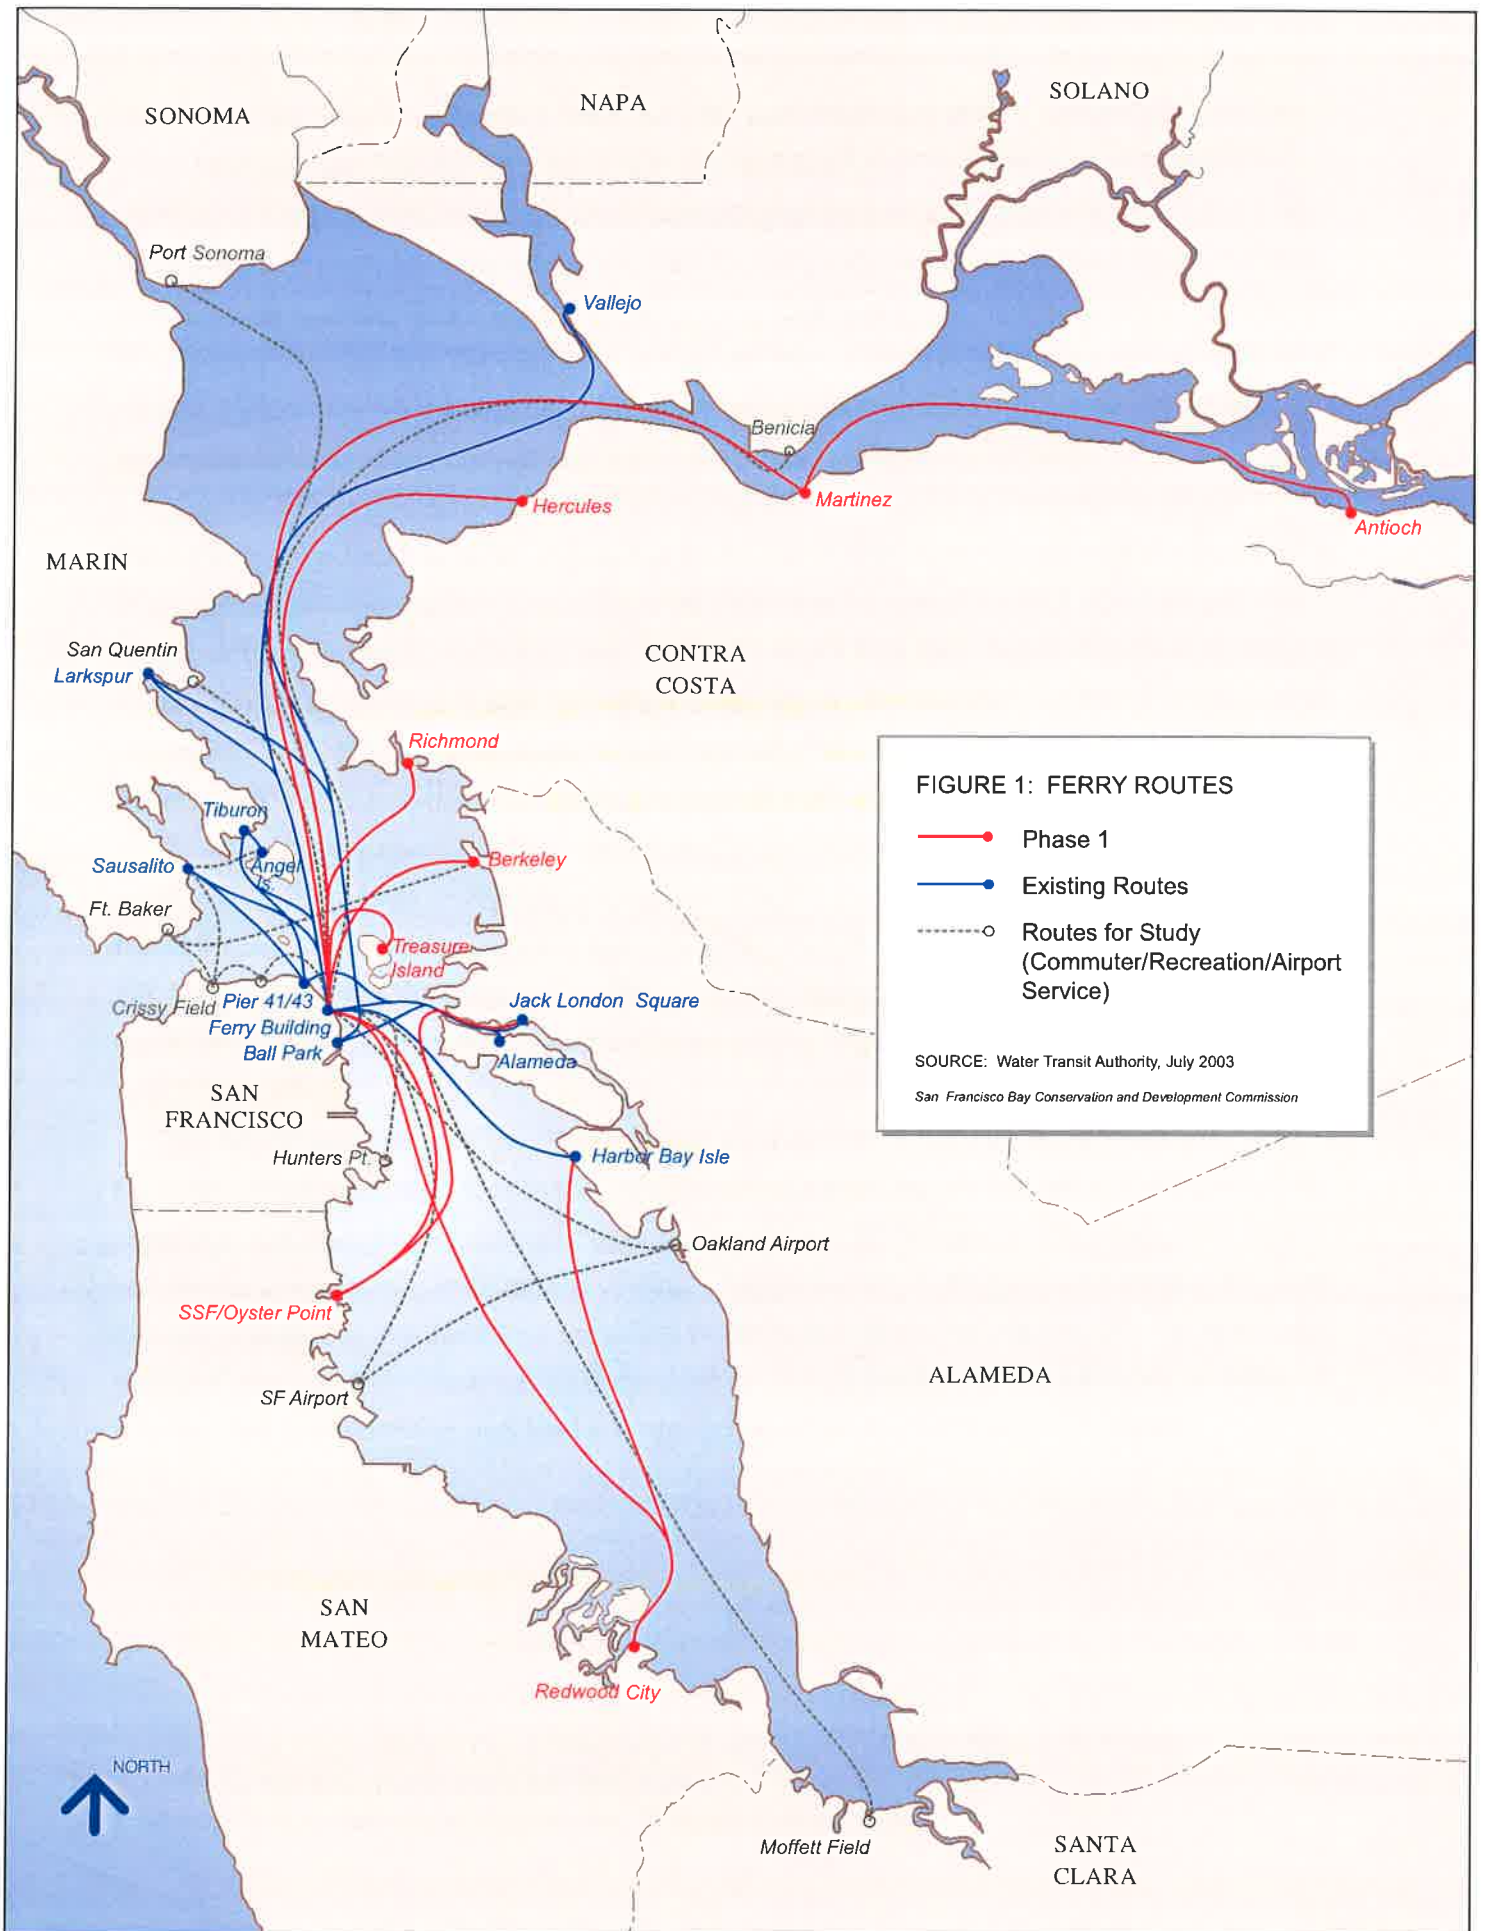 SONOMA
NAPA
SOLANO
Port Sonoma
Vallejo
Benicia
Hercules
Martinez
Antioch
MARIN
San Quentin
Larkspur
CONTRA
COSTA
Richmond
FIGURE 1: FERRY ROUTES
Phase 1
Existing Routes
Routes for Study
(Commuter/Recreation/Airport
Service)
SOURCE: Water Transit Authority, July 2003
San Francisco Bay Conservation and Development Commission
Tiburon
Sausalito
Angel
Is.
Berkeley
Ft. Baker
Treasure
Island
Crissy Field
Pier 41/43
Ferry Building
Ball Park
Jack London Square
Alameda
SAN
FRANCISCO
Hunters Pt.
Harbor Bay Isle
Oakland Airport
SSF/Oyster Point
SF Airport
ALAMEDA
SAN
MATEO
Redwood City
NORTH
Moffett Field
SANTA
CLARA